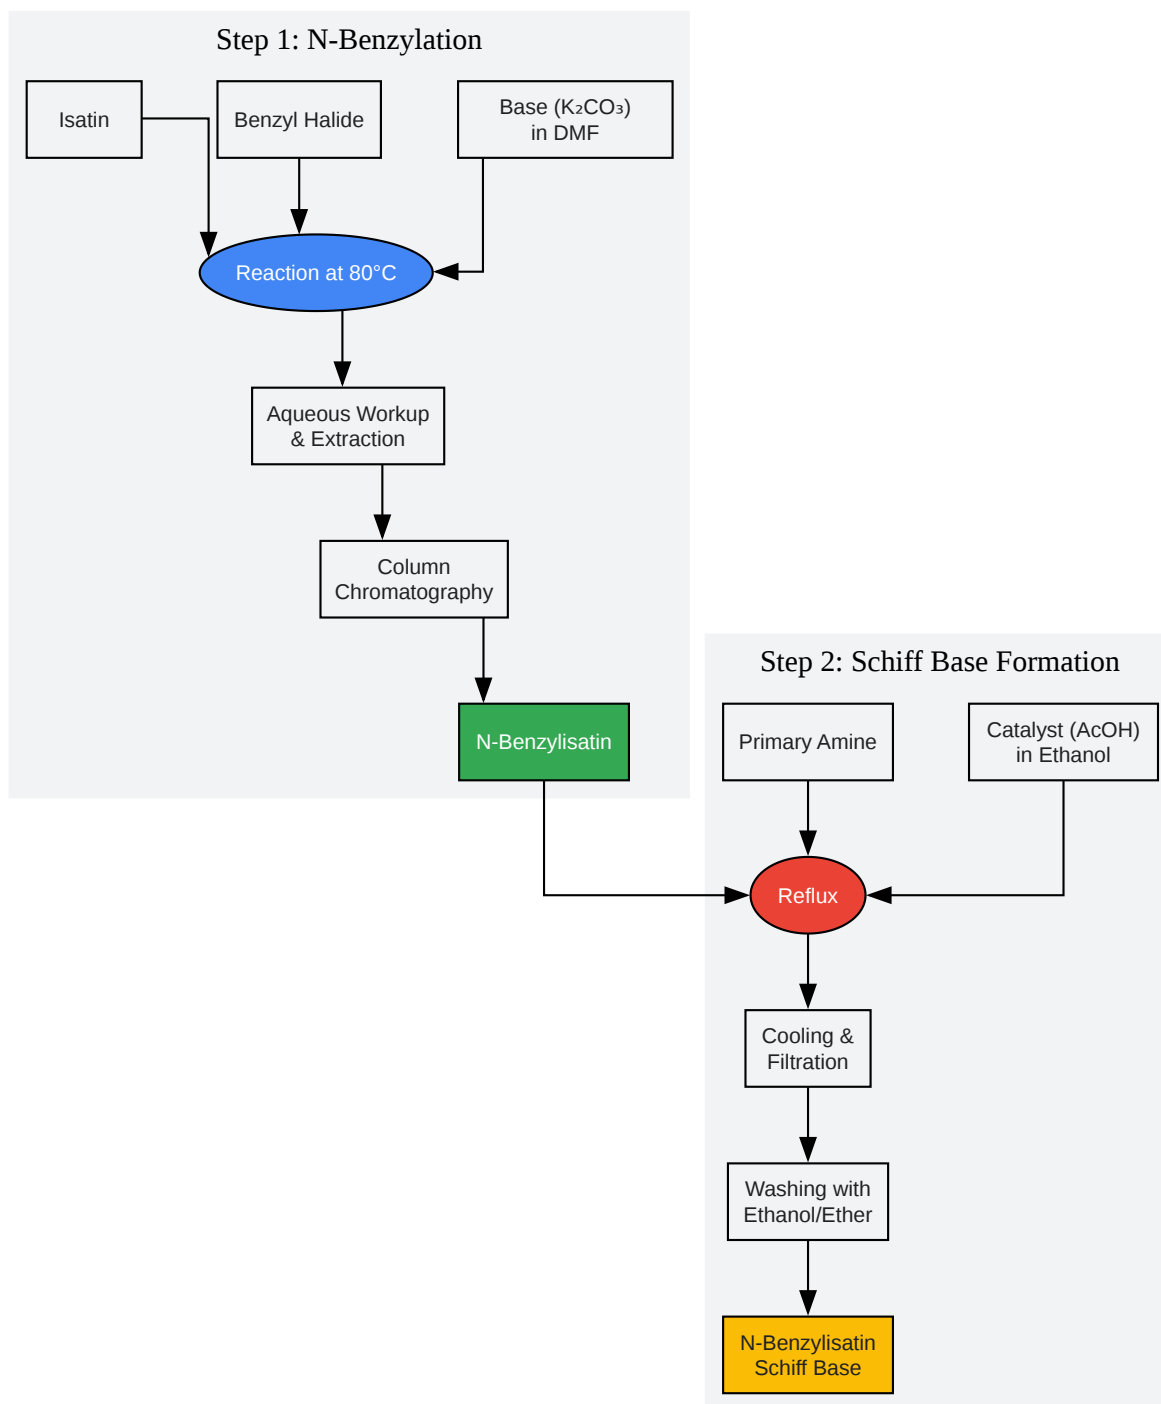 Step 1: N-Benzylation
Isatin
Benzyl Halide
Base (K₂CO₃)
in DMF
Reaction at 80°C
Aqueous Workup
& Extraction
Column
Chromatography
N-Benzylisatin
Step 2: Schiff Base Formation
Primary Amine
Catalyst (AcOH)
in Ethanol
Reflux
Cooling &
Filtration
Washing with
Ethanol/Ether
N-Benzylisatin
Schiff Base